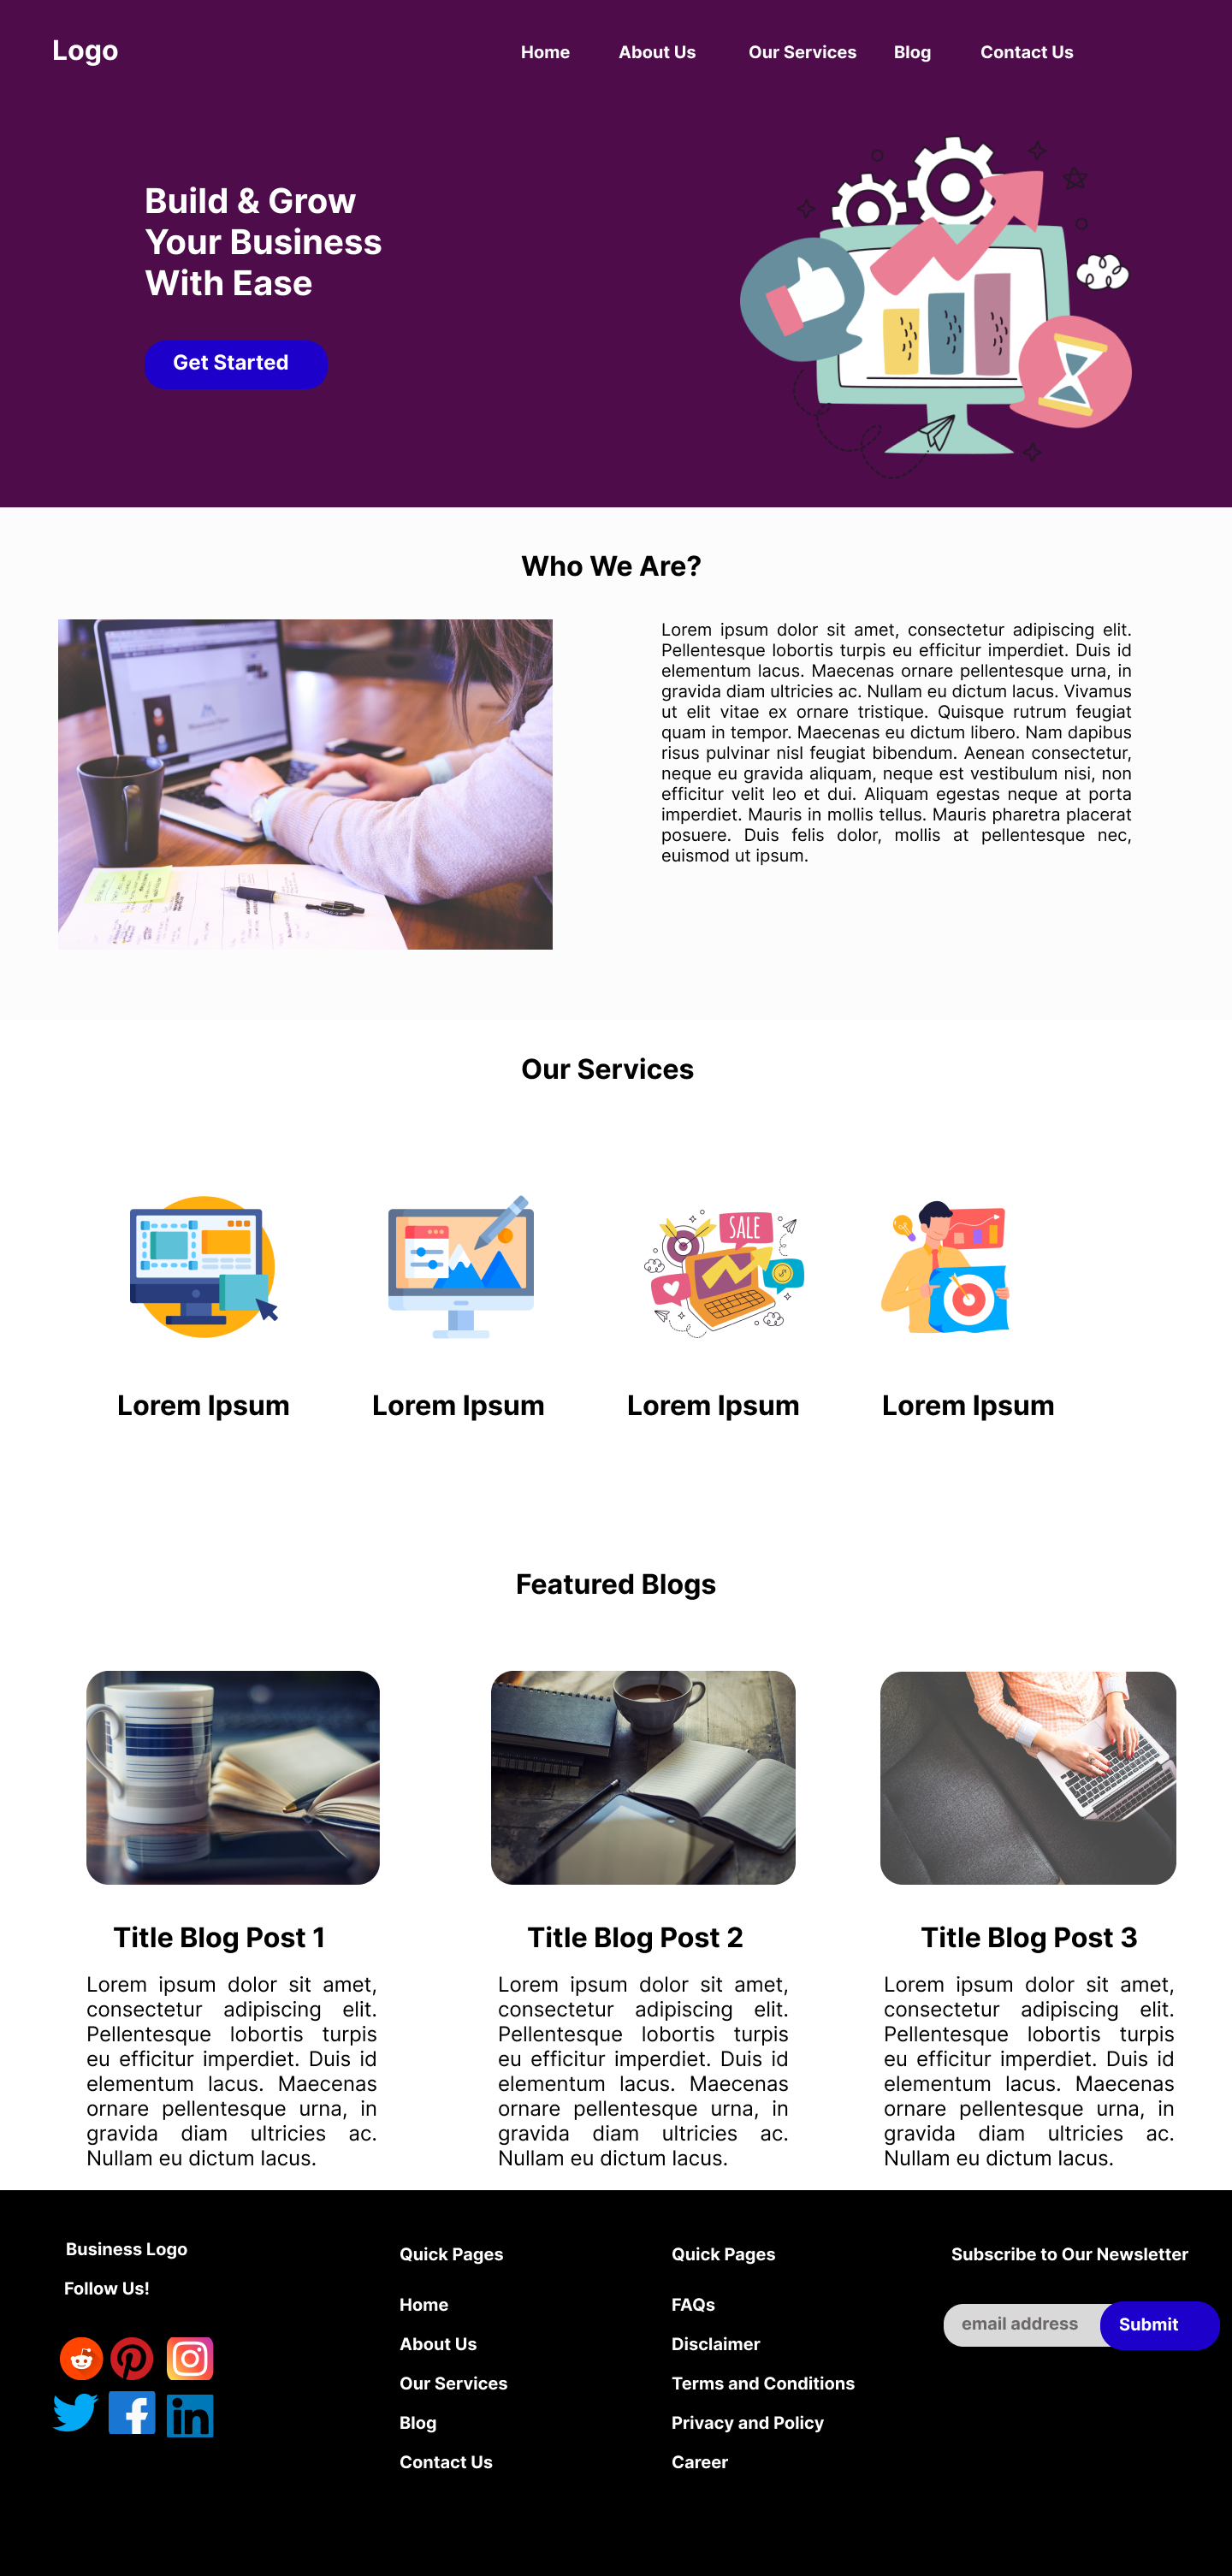 Logo
Home
About Us
Our Services
Blog
Contact Us
Build & Grow
Your Business
With Ease
Get Started
Who We Are?
Lorem ipsum dolor sit amet, consectetur adipiscing elit.
Pellentesque lobortis turpis eu efficitur imperdiet. Duis id
elementum lacus. Maecenas ornare pellentesque urna, in
gravida diam ultricies ac. Nullam eu dictum lacus. Vivamus
ut elit vitae ex ornare tristique. Quisque rutrum feugiat
quam in tempor. Maecenas eu dictum libero. Nam dapibus
risus pulvinar nisl feugiat bibendum. Aenean consectetur,
neque eu gravida aliquam, neque est vestibulum nisi, non
efficitur velit leo et dui. Aliquam egestas neque at porta
imperdiet. Mauris in mollis tellus. Mauris pharetra placerat
posuere. Duis felis dolor, mollis at pellentesque nec,
euismod ut ipsum.
Our Services
SALE
Lorem Ipsum
Lorem Ipsum
Lorem Ipsum
Lorem Ipsum
Featured Blogs
Title Blog Post 1
Lorem ipsum dolor sit amet,
consectetur adipiscing elit.
Pellentesque lobortis turpis
eu efficitur imperdiet. Duis id
elementum lacus. Maecenas
ornare pellentesque urna, in
gravida diam ultricies ac.
Nullam eu dictum lacus.
Title Blog Post 2
Lorem ipsum dolor sit amet,
consectetur adipiscing elit.
Pellentesque lobortis turpis
eu efficitur imperdiet. Duis id
elementum lacus. Maecenas
ornare pellentesque urna, in
gravida diam ultricies ac.
Nullam eu dictum lacus.
Title Blog Post 3
Lorem ipsum dolor sit amet,
consectetur adipiscing elit.
Pellentesque lobortis turpis
eu efficitur imperdiet. Duis id
elementum lacus. Maecenas
ornare pellentesque urna, in
gravida diam ultricies ac.
Nullam eu dictum lacus.
Business Logo
Follow Us!
Quick Pages
Home
About Us
Our Services
Blog
Contact Us
Quick Pages
FAQs
Disclaimer
Terms and Conditions
Privacy and Policy
Career
Subscribe to Our Newsletter
email address
Submit